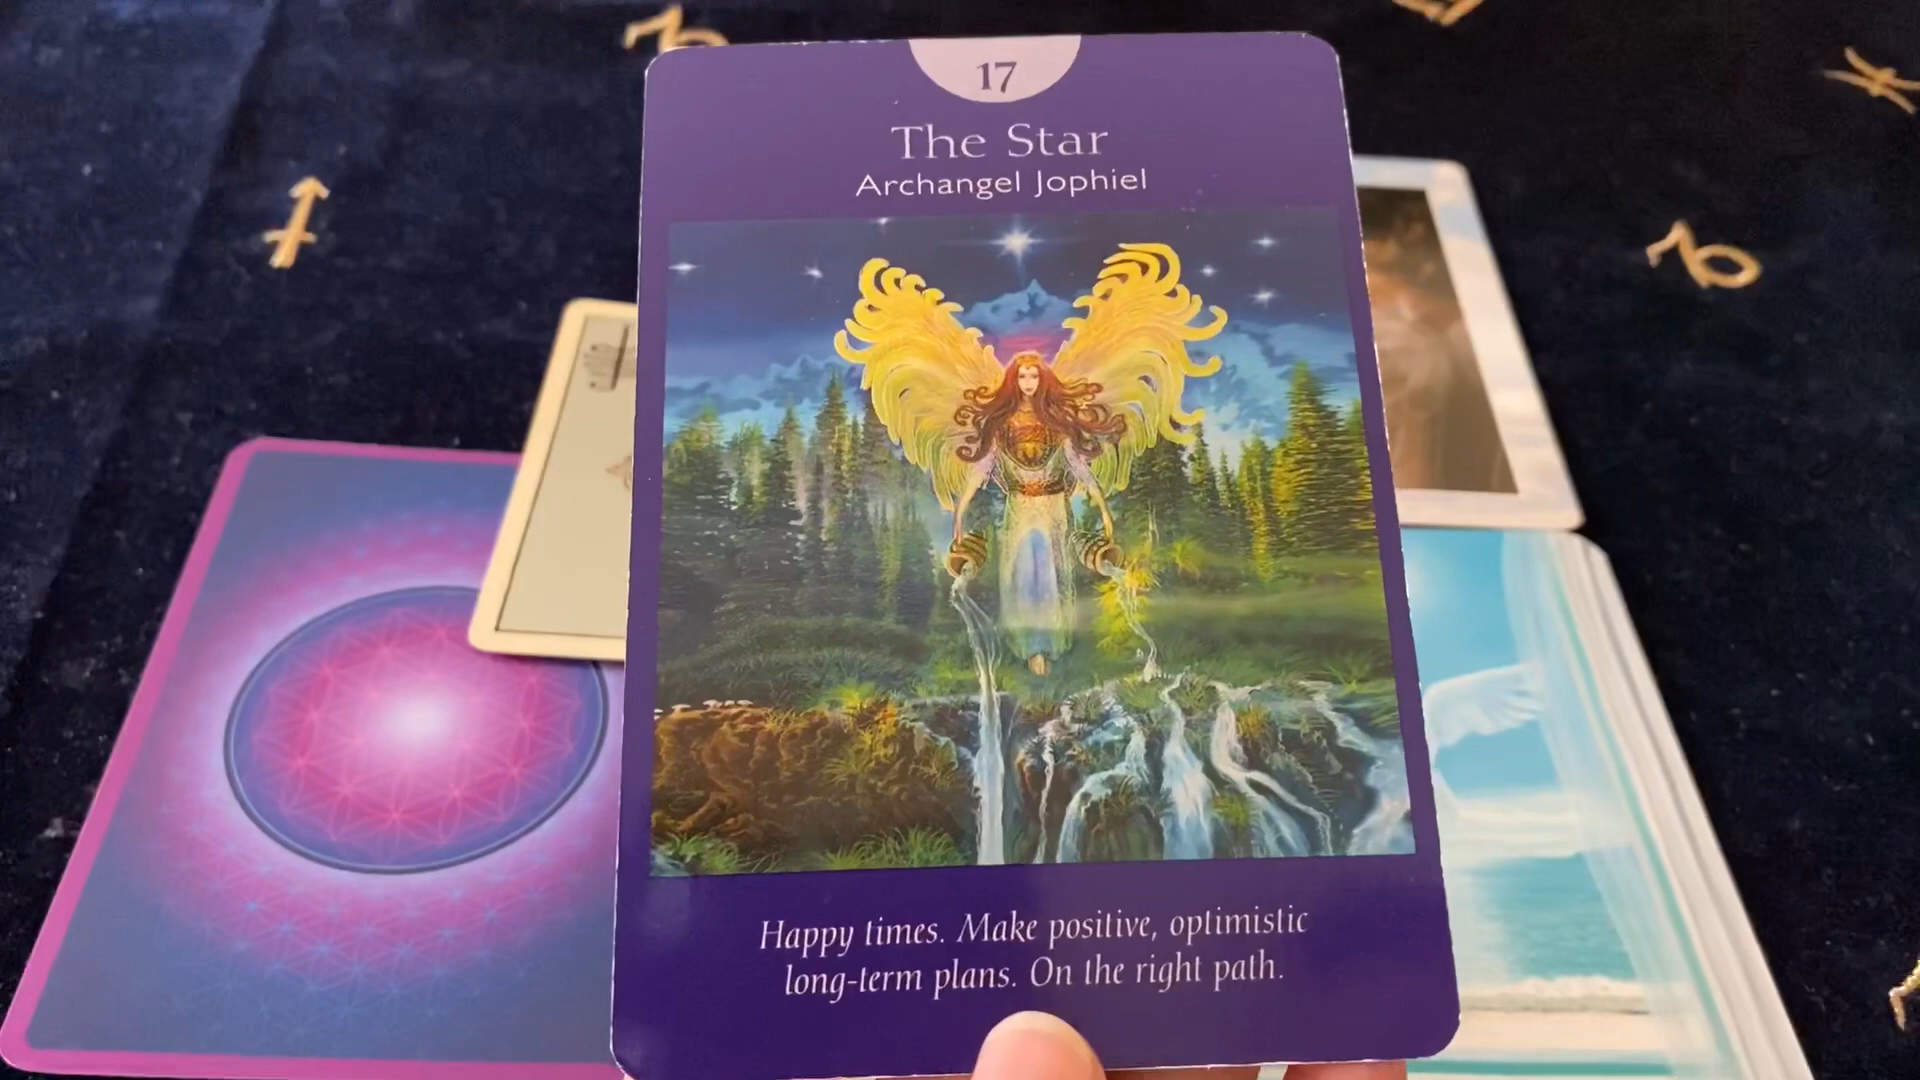 17
The Star
Archangel Jophiel
Happy times. Make positive, optimistic
long-term plans. On the right path.